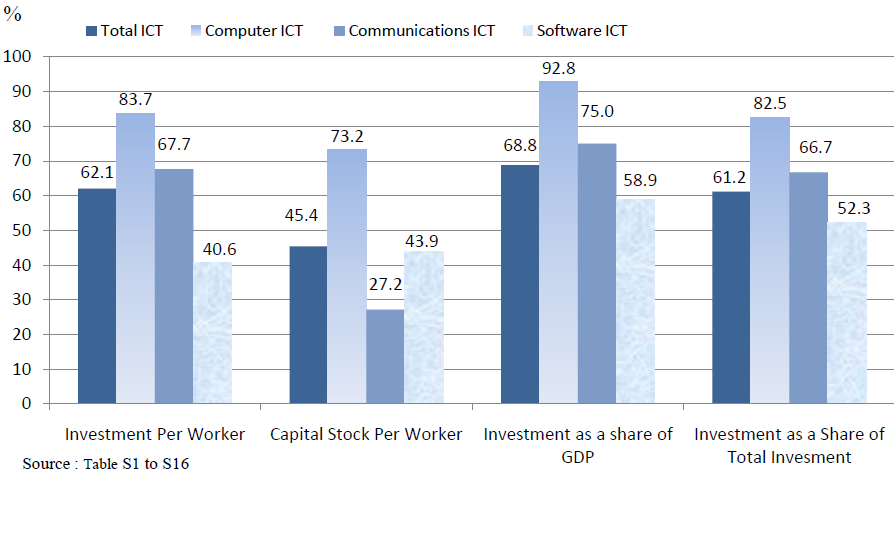 %
Total ICT Computer ICT Communications ICT Software ICT
100
90
80
70
60
50
40
30
20
10
0
62.1 83.7 67.7 40.6
45.4 73.2 27.2 43.9
68.8 92.8 75.0 58.9
61.2 82.5 66.7 52.3
Investment Per Worker
Capital Stock Per Worker
Investment as a share of
GDP
Investment as a Share of
Total Invesment
Source : Table S1 to S16